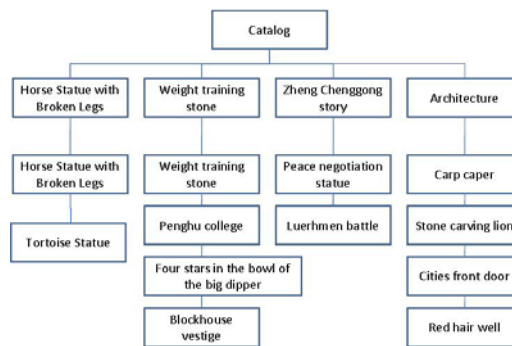 Catalog
Horse Statue with
Broken Legs
Weight training
stone
Zheng Chenggong
story
Architecture
Horse Statue with
Broken Legs
Weight training
stone
Peace negotiation
statue
Carp caper
Tortoise Statue
Penghu college
Luerhmen battle
Stone carving lion
Four stars in the bowl of
the big dipper
Cities front door
Blockhouse
vestige
Red hair well